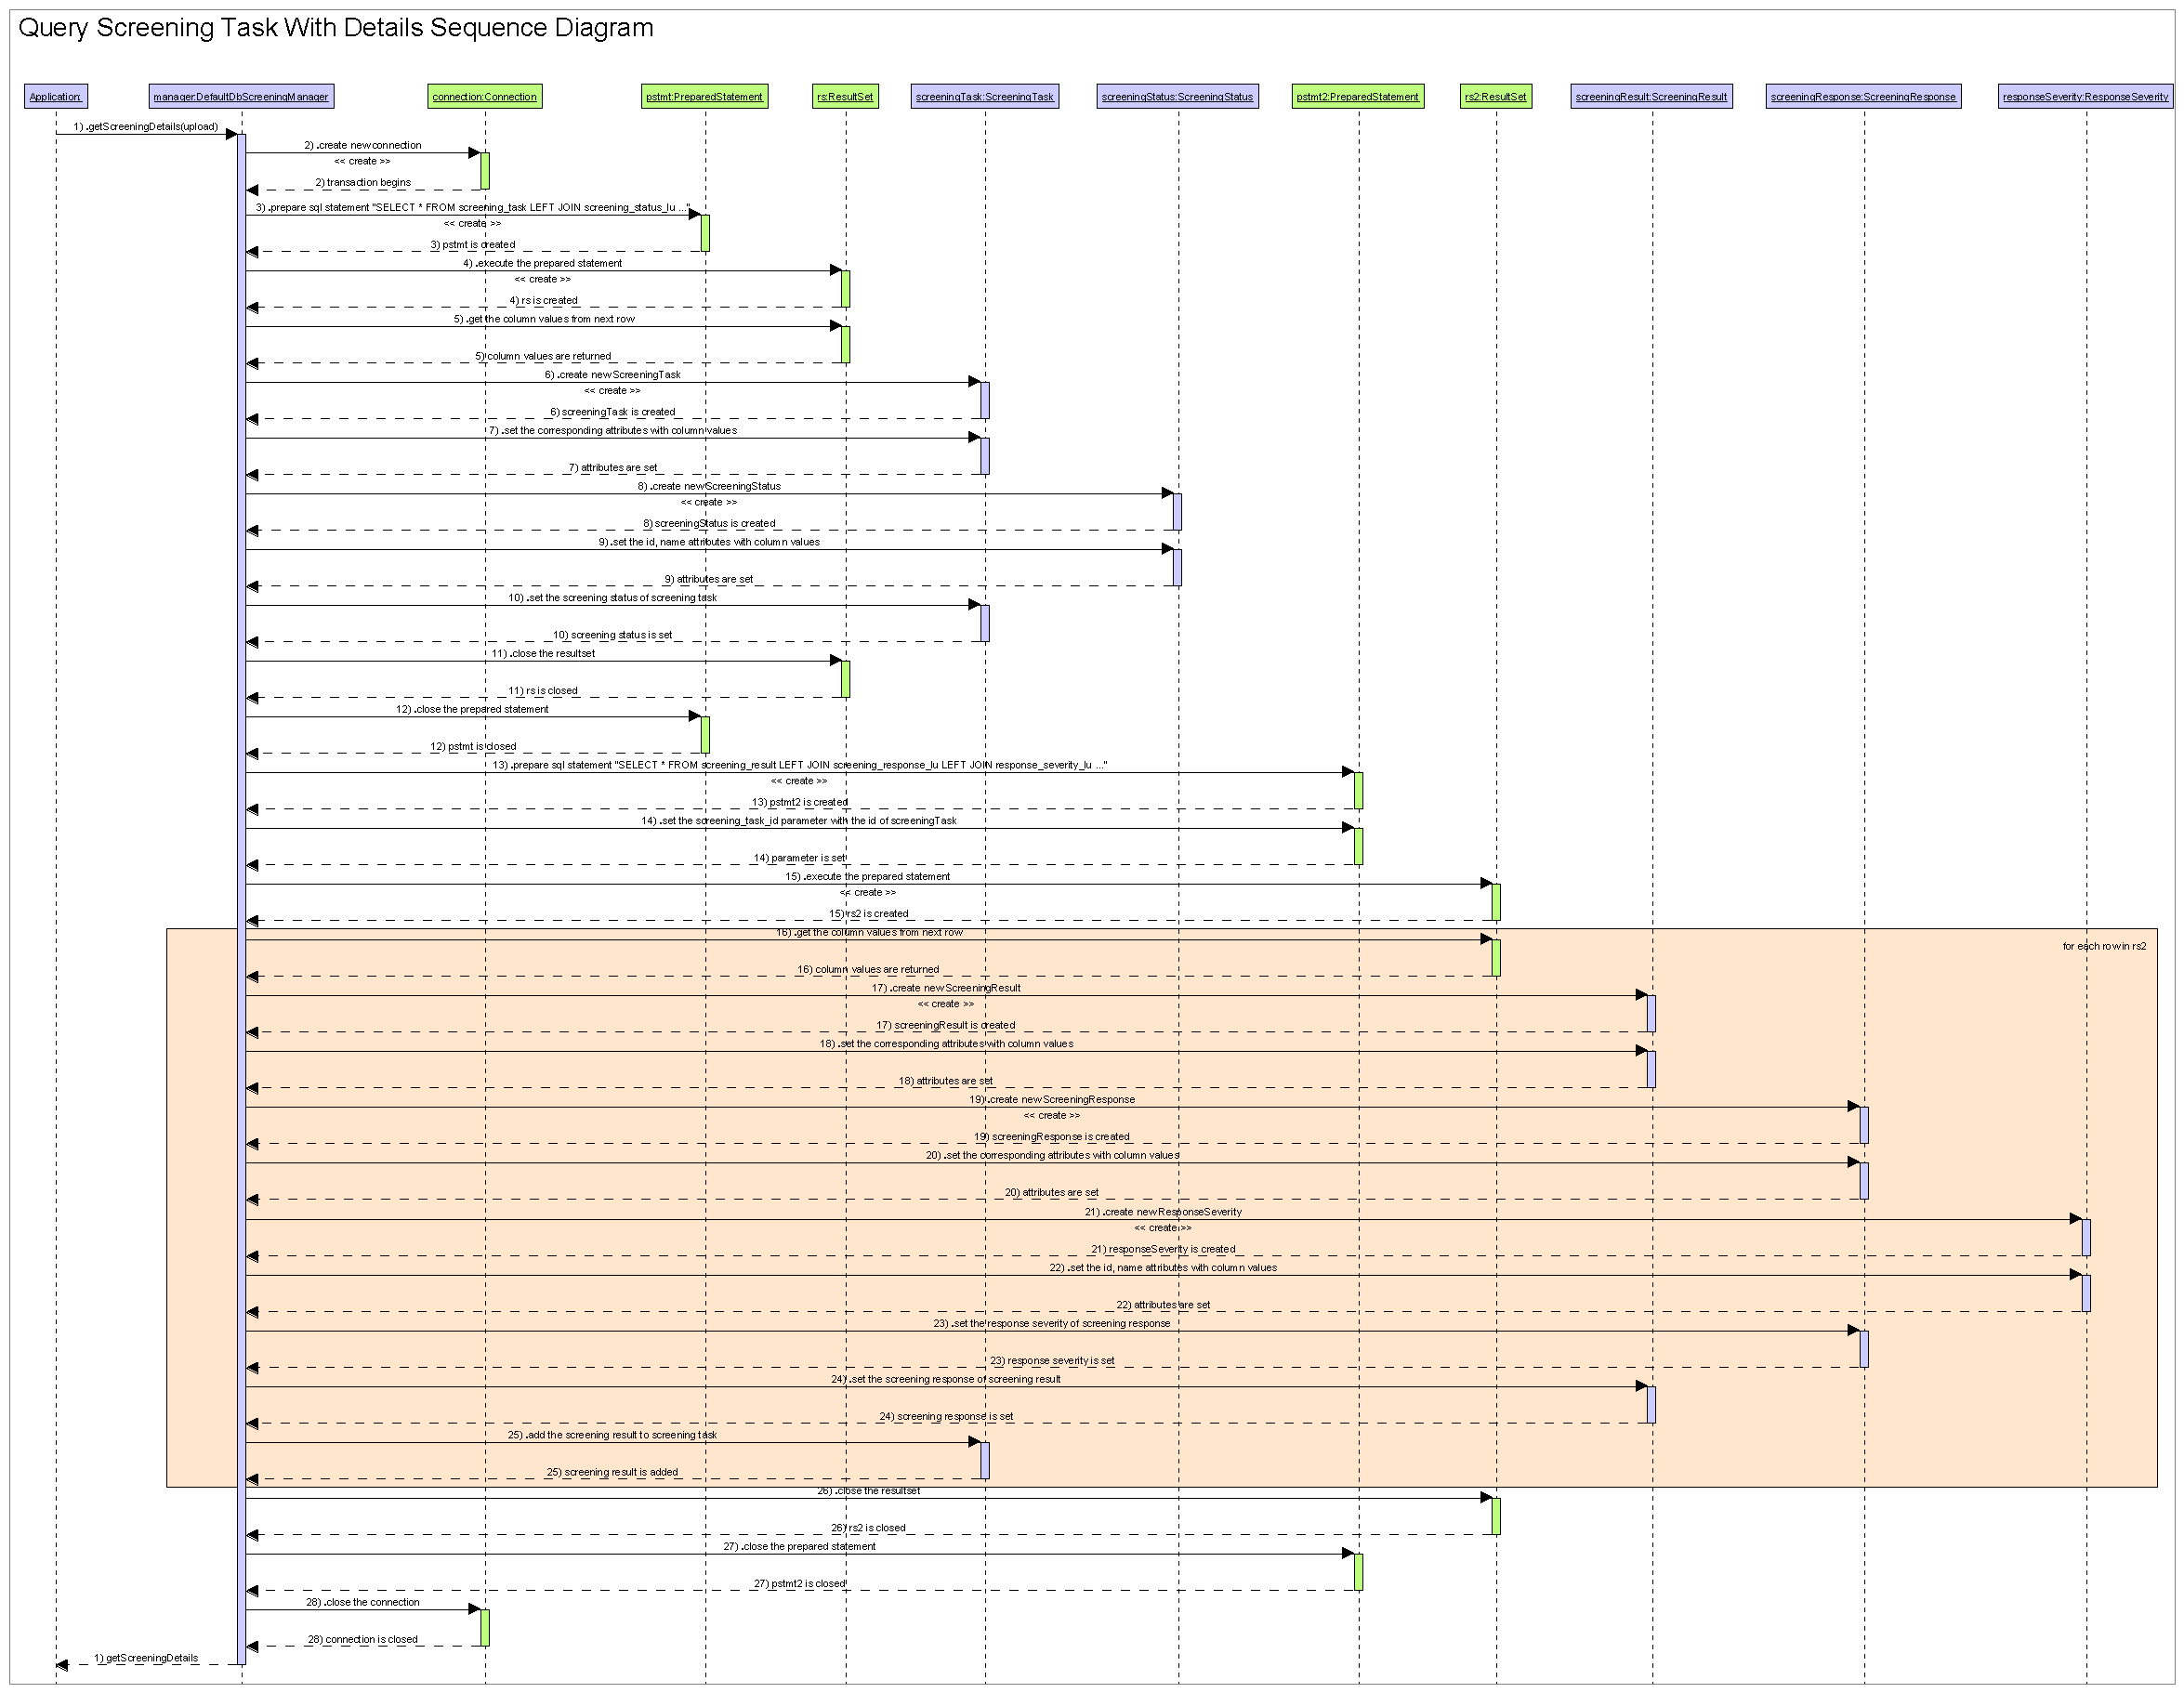 Query Screening Task With Details Sequence Diagram
Application:
manager:DefaultDbScreeningManager
connection:Connection
pstmt:PreparedStatement
rs:ResultSet
screeningTask:ScreeningTask
screeningStatus:ScreeningStatus
pstmt2:PreparedStatement
rs2:ResultSet
screeningResult:ScreeningResult
screeningResponse:ScreeningResponse
responseSeverity:ResponseSeverity
1) .getScreeningDetails(upload)
2) .create new connection
<< create >>
2) transaction begins
3) .prepare sql statement "SELECT * FROM screening_task LEFT JOIN screening_status_lu ..."
<< create >>
3) pstmt is created
4) .execute the prepared statement
<< create >>
4) rs is created
5) .get the column values from next row
5) column values are returned
6) .create new ScreeningTask
<< create >>
6) screeningTask is created
7) .set the corresponding attributes with column values
7) attributes are set
8) .create new ScreeningStatus
<< create >>
8) screeningStatus is created
9) .set the id, name attributes with column values
9) attributes are set
10) .set the screening status of screening task
10) screening status is set
11) .close the resultset
11) rs is closed
12) .close the prepared statement
12) pstmt is closed
13) .prepare sql statement "SELECT * FROM screening_result LEFT JOIN screening_response_lu LEFT JOIN response_severity_lu ..."
<< create >>
13) pstmt2 is created
14) .set the screening_task_id parameter with the id of screeningTask
14) parameter is set
15) .execute the prepared statement
<< create >>
15) rs2 is created
16) .get the column values from next row
for each row in rs2
16) column values are returned
17) .create new ScreeningResult
<< create >>
17) screeningResult is created
18) .set the corresponding attributes with column values
18) attributes are set
19) .create new ScreeningResponse
<< create >>
19) screeningResponse is created
20) .set the corresponding attributes with column values
20) attributes are set
21) .create new ResponseSeverity
<< create >>
21) responseSeverity is created
22) .set the id, name attributes with column values
22) attributes are set
23) .set the response severity of screening response
23) response severity is set
24) .set the screening response of screening result
24) screening response is set
25) .add the screening result to screening task
25) screening result is added
26) .close the resultset
26) rs2 is closed
27) .close the prepared statement
27) pstmt2 is closed
28) .close the connection
28) connection is closed
1) getScreeningDetails